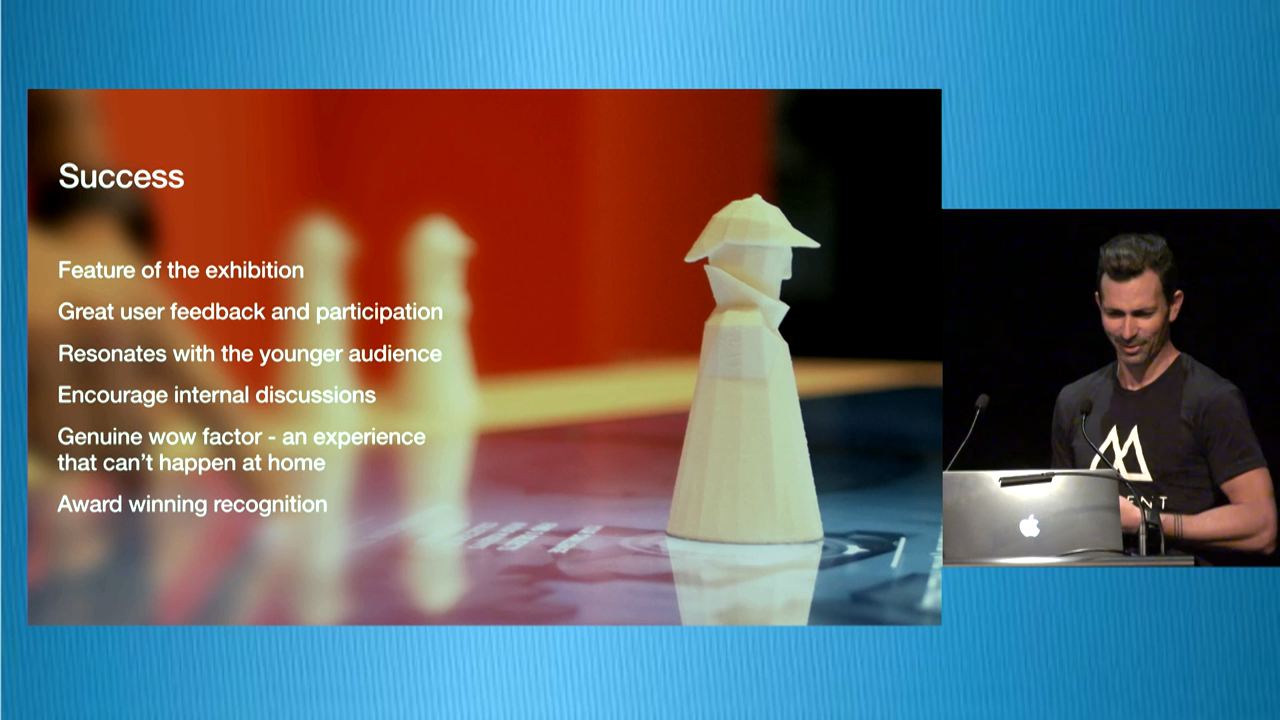 Success
Feature of the exhibition
Great user feedback and participation
Resonates with the younger audience
Encourage internal discussions
Genuine wow factor - an experience
that can’t happen at home
Award winning recognition